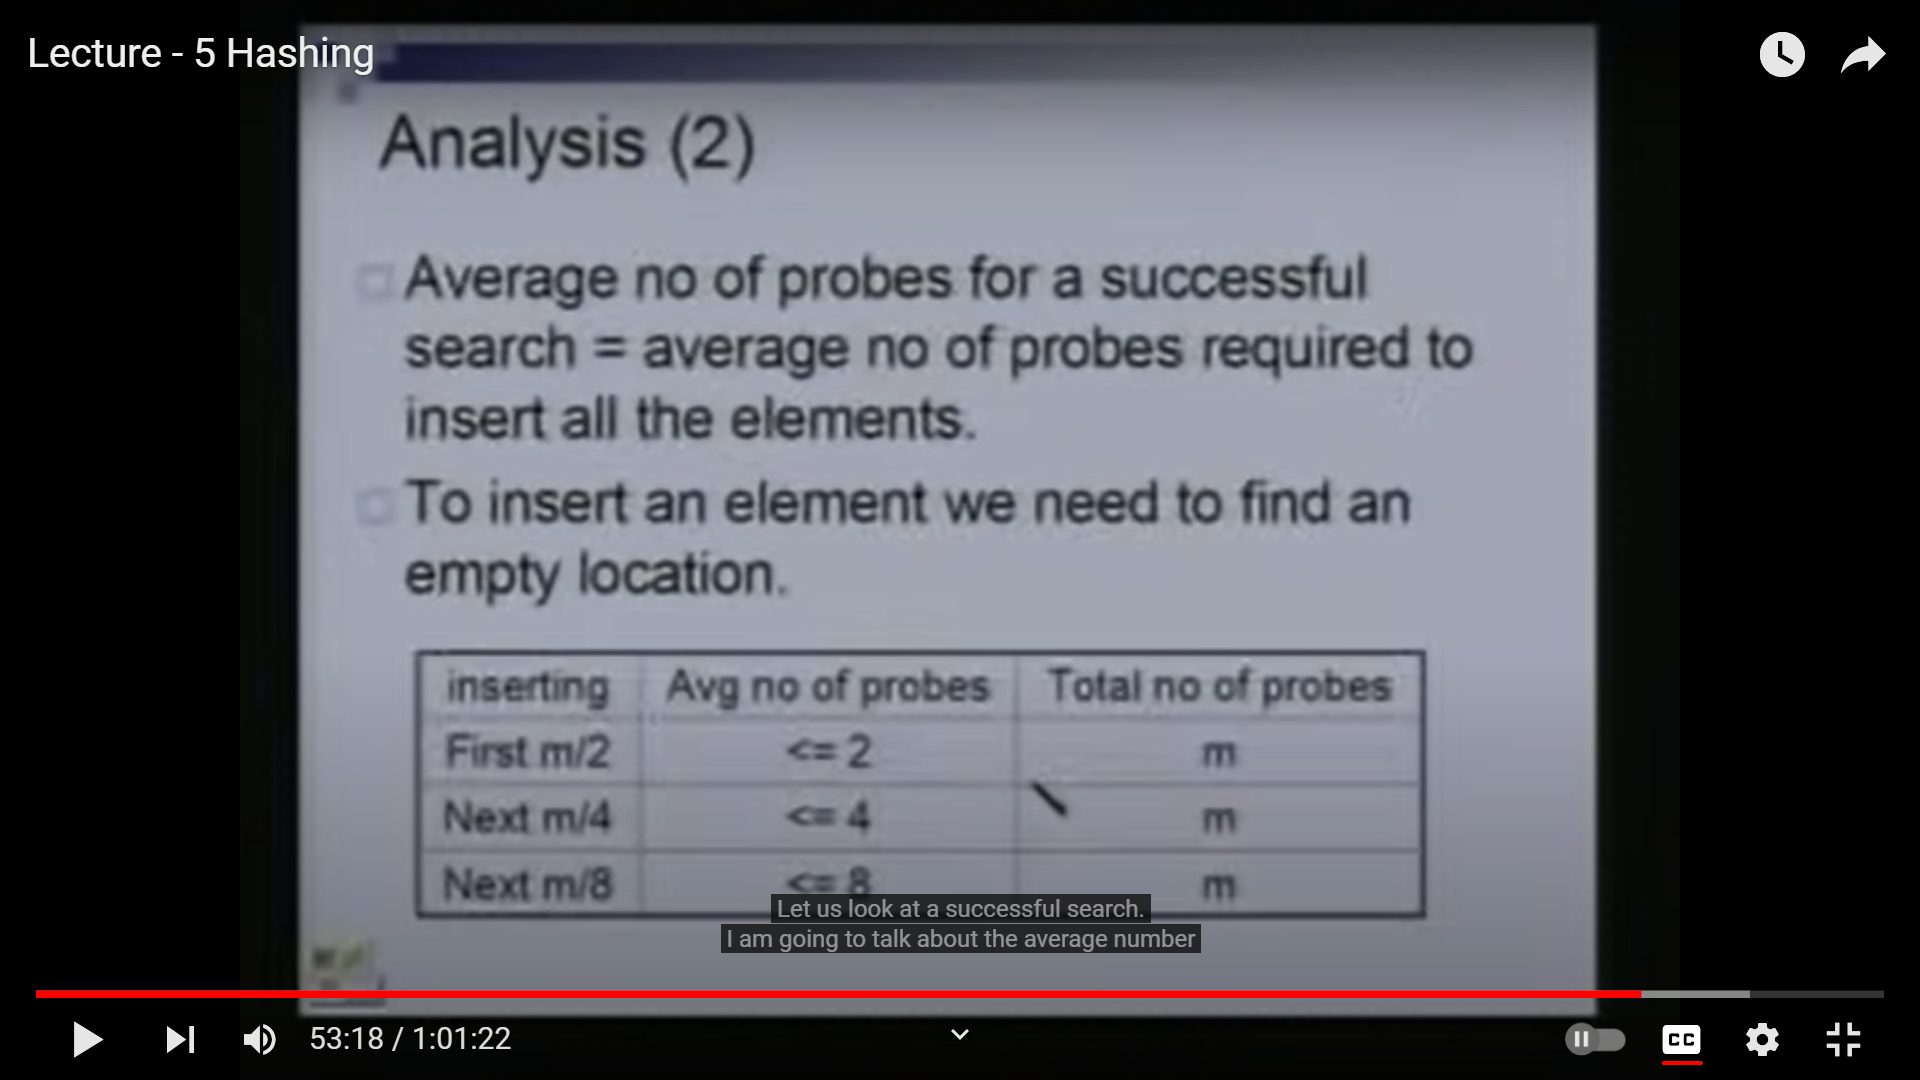 Lecture - 5 Hashing
Analysis (2)
Average no of probes for a successful
search = average no of probes required to
insert all the elements.
To insert an element we need to find an
empty location.
inserting Avg no of probes Total no of probes
First m/2 <= 2 m
Next m/4 <= 4 m
Next m/8 <= 8 m
Let us look at a successful search.
I am going to talk about the average number
53:18 / 1:01:22
CC